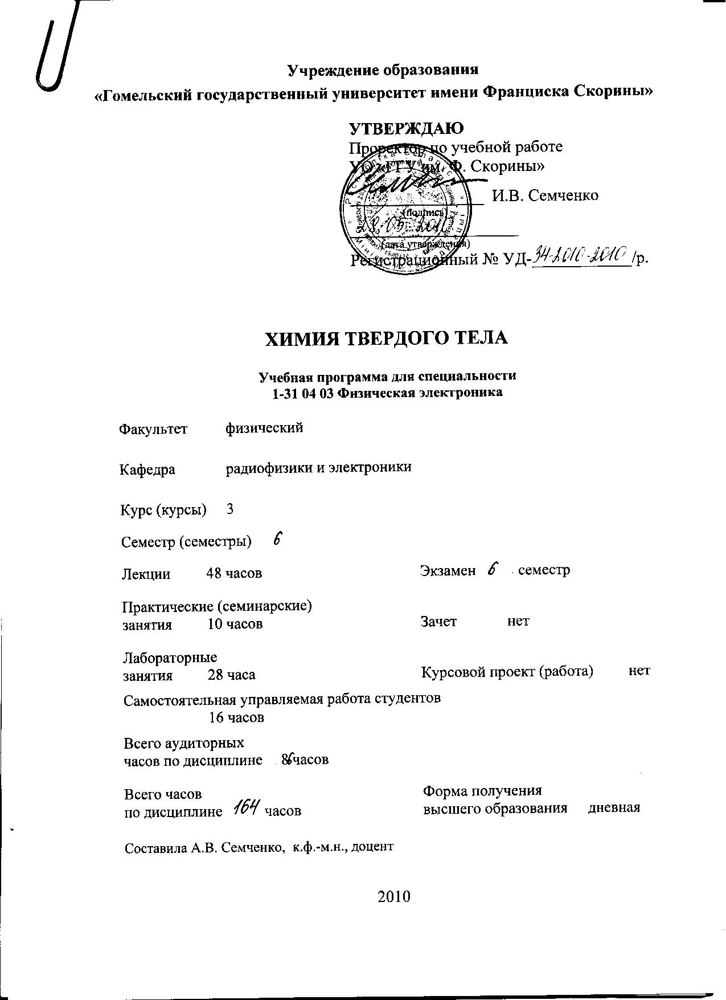 Учреждение образования
«Гомельский государственный университет имени Франциска Скорины»
УТВЕРЖДАЮ
Проректор по учебной работе
УО «ГГУ им. Ф. Скорины»
И.В. Семченко
(подпись)
28.05.2010
(дата утверждения)
Регистрационный № УД-34-2010-2010 /р.
ХИМИЯ ТВЕРДОГО ТЕЛА
Учебная программа для специальности
1-31 04 03 Физическая электроника
Факультет физический
Кафедра радиофизики и электроники
Курс (курсы) 3
Семестр (семестры) 6
Лекции 48 часов Экзамен 6 семестр
Практические (семинарские)
занятия 10 часов Зачет нет
Лабораторные
занятия 28 часа Курсовой проект (работа) нет
Самостоятельная управляемая работа студентов
16 часов
Всего аудиторных
часов по дисциплине 86часов
Всего часов Форма получения
по дисциплине 164 часов высшего образования дневная
Составила А.В. Семченко, к.ф.-м.н., доцент
2010